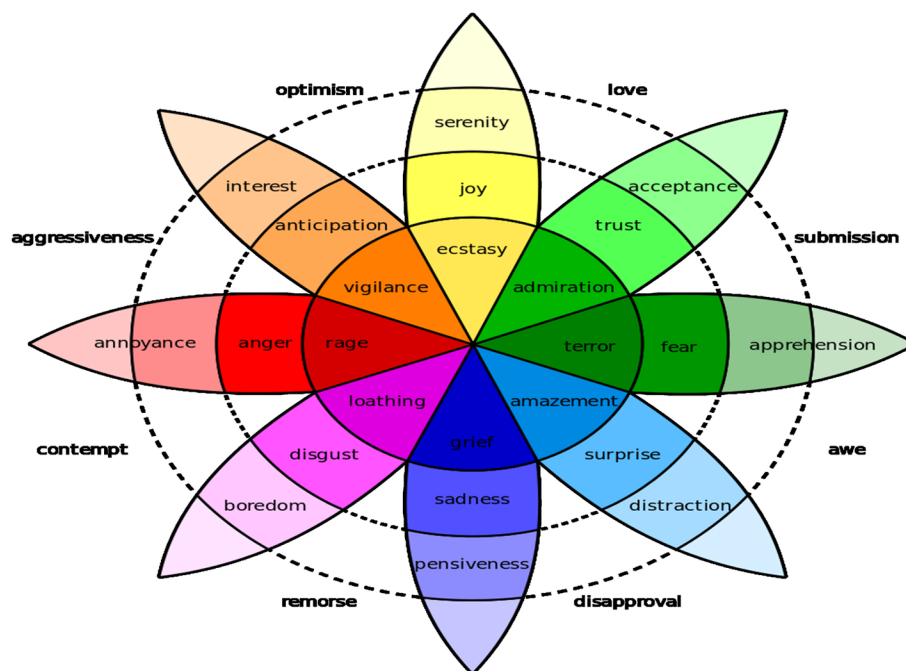 optimism
love
serenity
interest
joy
acceptance
anticipation
trust
aggressiveness
submission
ecstasy
vigilance
admiration
annoyance
anger
rage
terror
fear
apprehension
loathing
amazement
contempt
disgust
grief
surprise
awe
boredom
sadness
distraction
pensiveness
remorse
disapproval